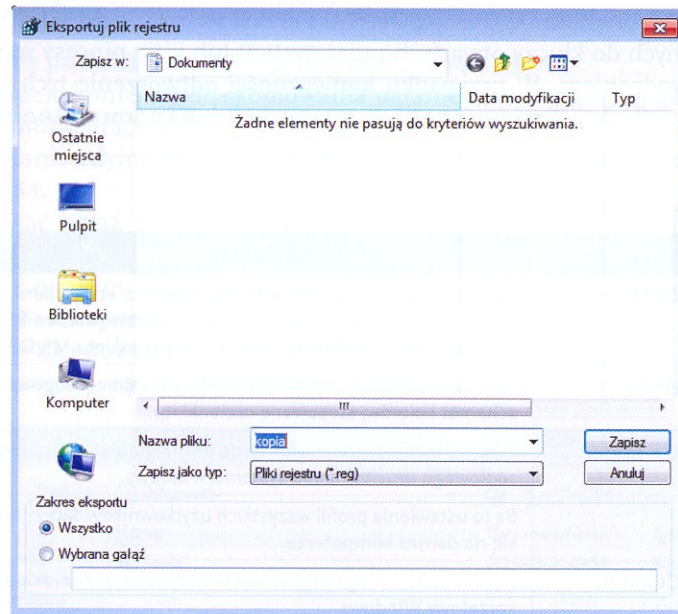 Eksportuj plik rejestru
Zapisz w:
Dokumenty
Nazwa
Data modyfikacji
Typ
Żadne elementy nie pasują do kryteriów wyszukiwania.
Ostatnie
miejsca
Pulpit
Biblioteki
Komputer
Nazwa pliku:
kopia
Zapisz
Zapisz jako typ:
Pliki rejestru (*.reg)
Anuluj
Zakres eksportu
Wszystko
Wybrana gałąź